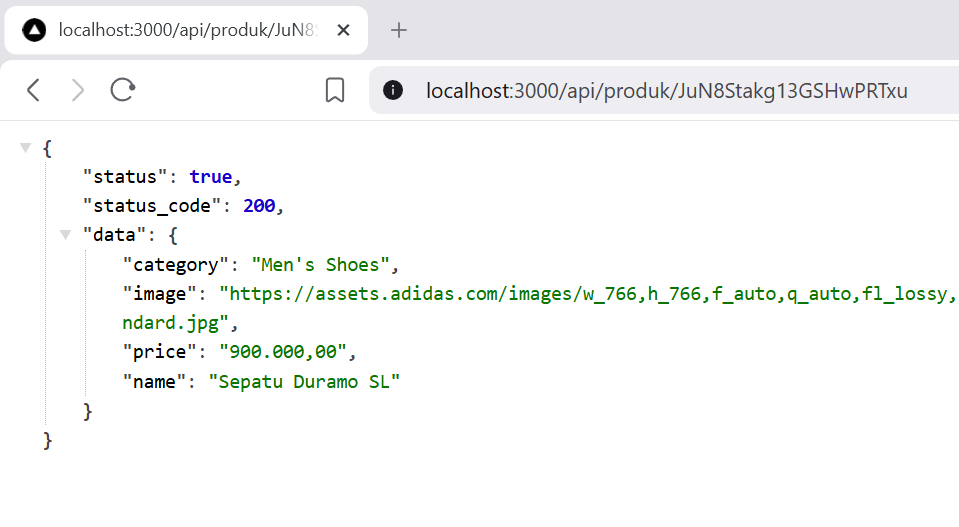 localhost:3000/api/produk/JuN8S
localhost:3000/api/produk/JuN8Stakg13GSHwPRTxu
{
"status": true,
"status_code": 200,
"data": {
"category": "Men's Shoes",
"image": "https://assets.adidas.com/images/w_766,h_766,f_auto,q_auto,fl_lossy,
ndard.jpg",
"price": "900.000,00",
"name": "Sepatu Duramo SL"
}
}